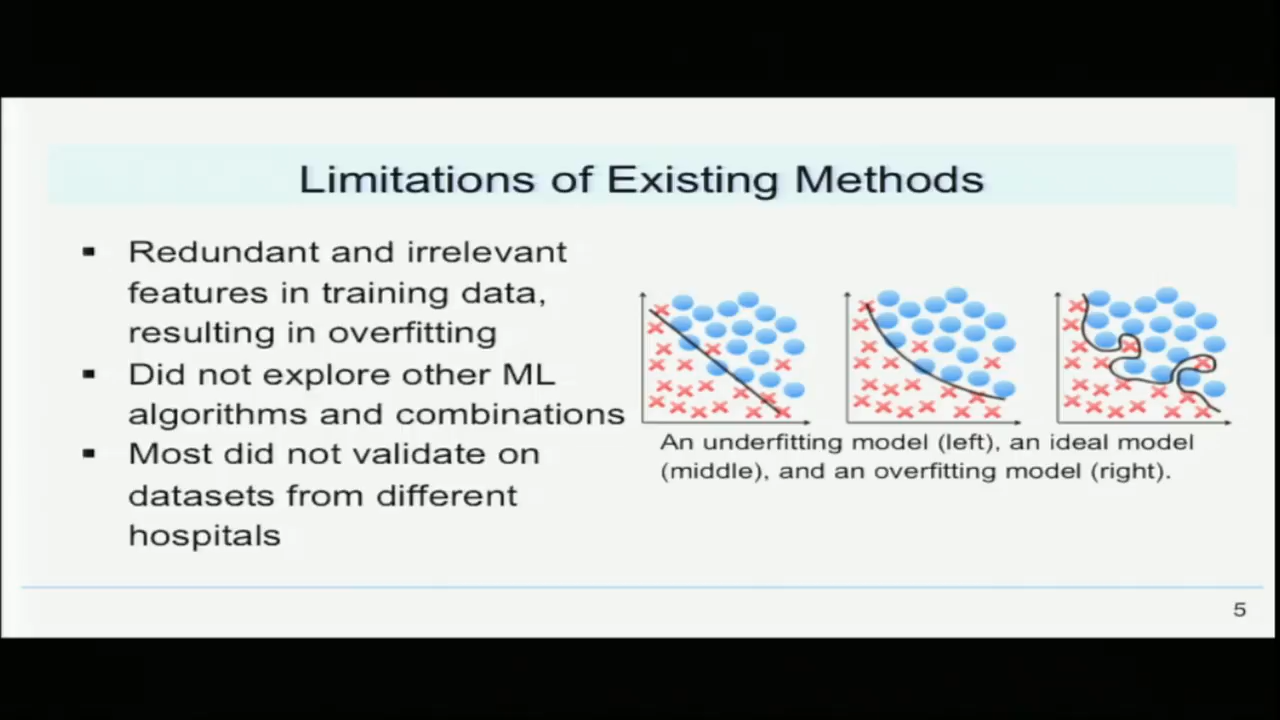 Limitations of Existing Methods
▪ Redundant and irrelevant
features in training data,
resulting in overfitting
▪ Did not explore other ML
algorithms and combinations
▪ Most did not validate on
datasets from different
hospitals
An underfitting model (left), an ideal model
(middle), and an overfitting model (right).
5